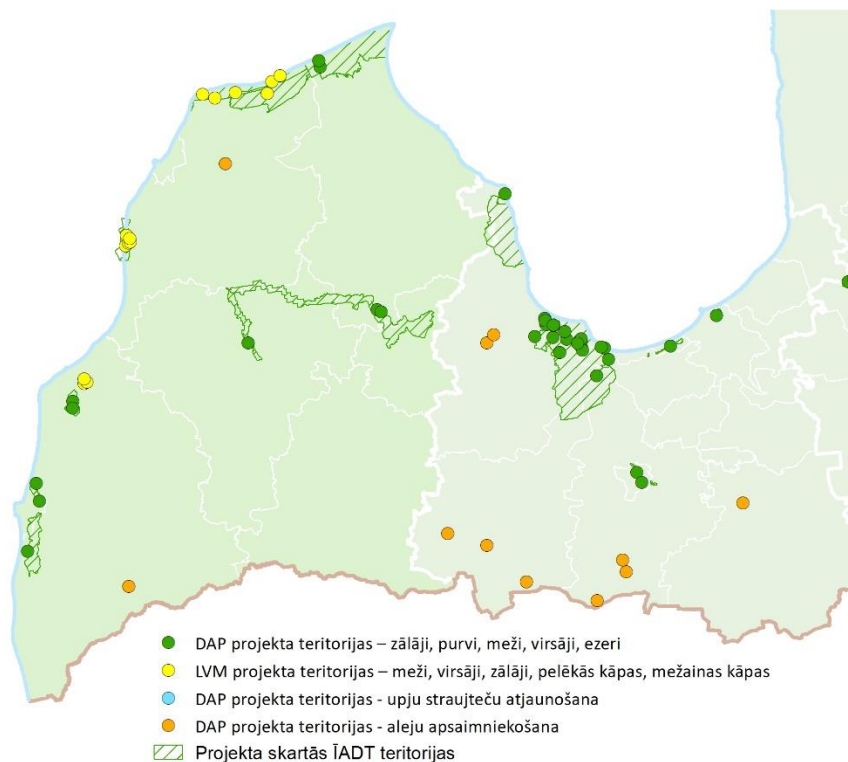 DAP projekta teritorijas – zālāji, purvi, meži, virsāji, ezeri
LVM projekta teritorijas – meži, virsāji, zālāji, pelēkās kāpas, mežainas kāpas
DAP projekta teritorijas - upju straujteču atjaunošana
DAP projekta teritorijas - aleju apsaimniekošana
Projekta skartās ĪADT teritorijas